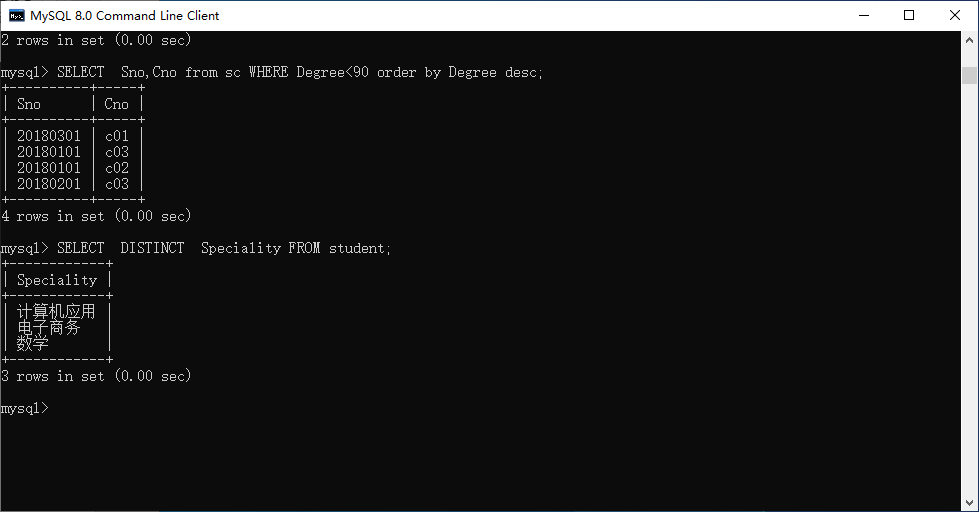 MySQL 8.0 Command Line Client
2 rows in set (0.00 sec)
mysql> SELECT  Sno,Cno from sc WHERE Degree<90 order by Degree desc;
+----------+-----+
| Sno      | Cno |
+----------+-----+
| 20180301 | c01 |
| 20180101 | c03 |
| 20180101 | c02 |
| 20180201 | c03 |
+----------+-----+
4 rows in set (0.00 sec)
mysql> SELECT  DISTINCT  Speciality FROM student;
+------------+
| Speciality |
+------------+
| 计算机应用 |
| 电子商务   |
| 数学       |
+------------+
3 rows in set (0.00 sec)
mysql>